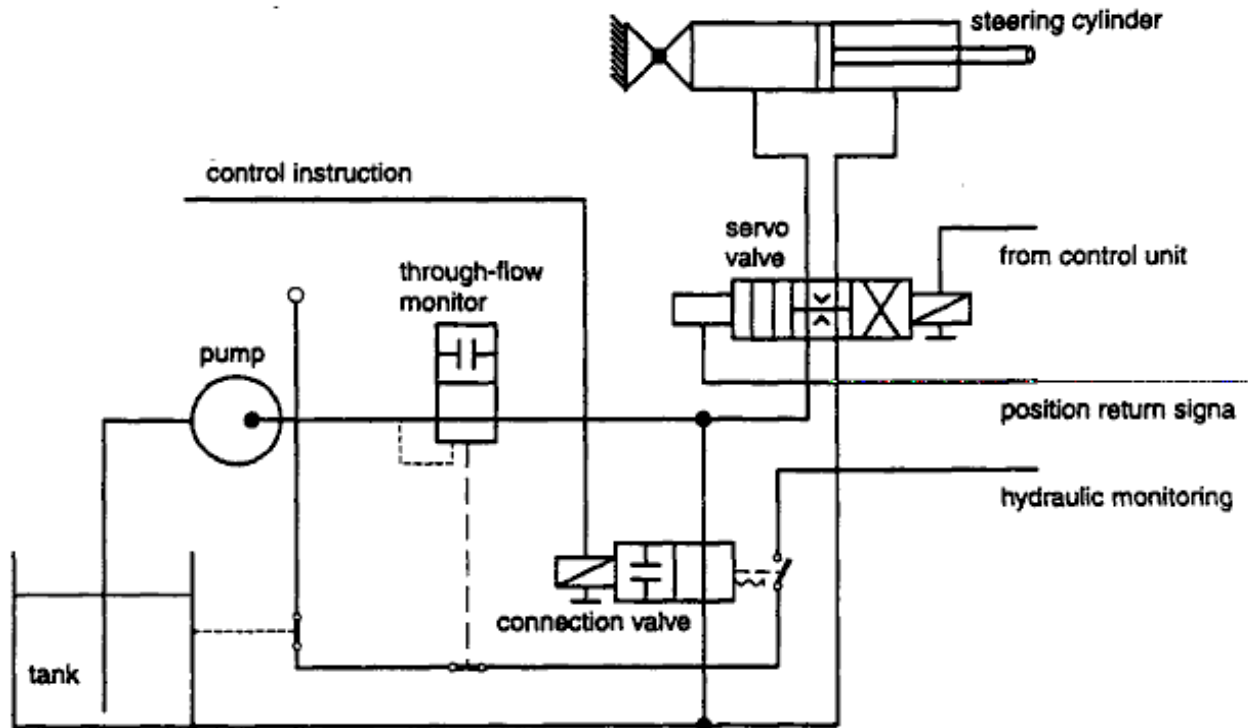 steering cylinder
control instruction
servo
valve
from control unit
through-flow
monitor
pump
position return signa
hydraulic monitoring
connection valve
tank